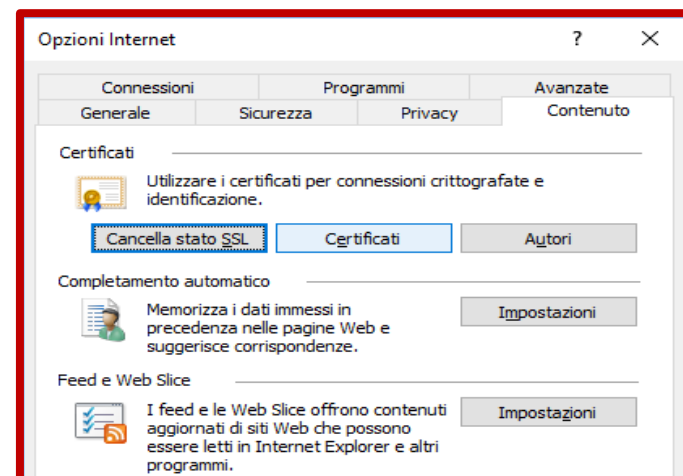 Opzioni Internet ?
Connessioni Programmi Avanzate
Generale Sicurezza Privacy Contenuto
Certificati
Utilizzare i certificati per connessioni crittografate e
identificazione.
Cancella stato SSL Certificati Autori
Completamento automatico
Memorizza i dati immessi in
precedenza nelle pagine Web e
suggerisce corrispondenze.
Impostazioni
Feed e Web Slice
I feed e le Web Slice offrono contenuti
aggiornati di siti Web che possono
essere letti in Internet Explorer e altri
programmi.
Impostazioni